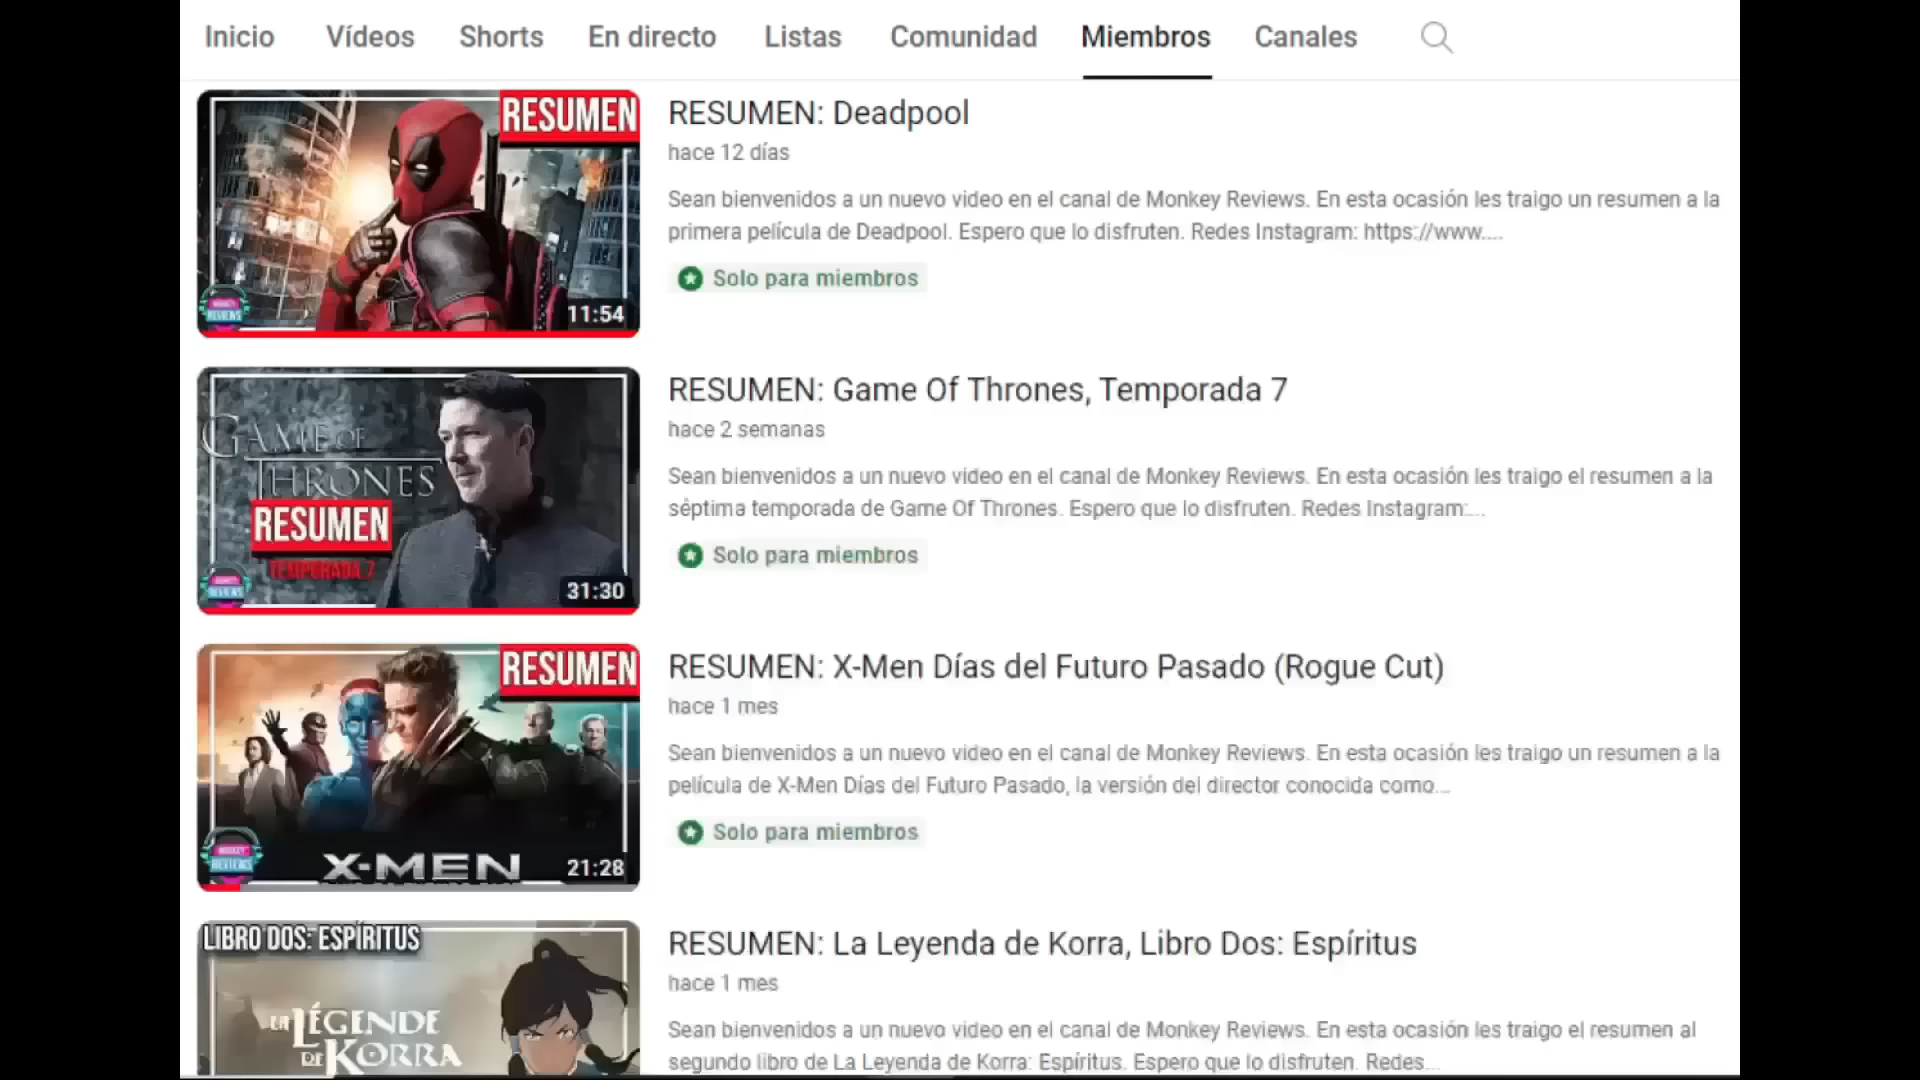 Inicio Vídeos Shorts En directo Listas Comunidad Miembros Canales
RESUMEN
MONKEY
REVIEWS
11:54
RESUMEN: Deadpool
hace 12 días
Sean bienvenidos a un nuevo video en el canal de Monkey Reviews. En esta ocasión les traigo un resumen a la
primera película de Deadpool. Espero que lo disfruten. Redes Instagram: https://www....
Solo para miembros
GAME OF
THRONES
RESUMEN
TEMPORADA 7
MONKEY
REVIEWS
31:30
RESUMEN: Game Of Thrones, Temporada 7
hace 2 semanas
Sean bienvenidos a un nuevo video en el canal de Monkey Reviews. En esta ocasión les traigo el resumen a la
séptima temporada de Game Of Thrones. Espero que lo disfruten. Redes Instagram:...
Solo para miembros
RESUMEN
MONKEY
REVIEWS
X-MEN
21:28
RESUMEN: X-Men Días del Futuro Pasado (Rogue Cut)
hace 1 mes
Sean bienvenidos a un nuevo video en el canal de Monkey Reviews. En esta ocasión les traigo un resumen a la
película de X-Men Días del Futuro Pasado, la versión del director conocida como...
Solo para miembros
LIBRO DOS: ESPÍRITUS
LA LÉGENDE
DE KORRA
RESUMEN: La Leyenda de Korra, Libro Dos: Espíritus
hace 1 mes
Sean bienvenidos a un nuevo video en el canal de Monkey Reviews. En esta ocasión les traigo el resumen al
segundo libro de La Leyenda de Korra: Espíritus. Espero que lo disfruten. Redes...